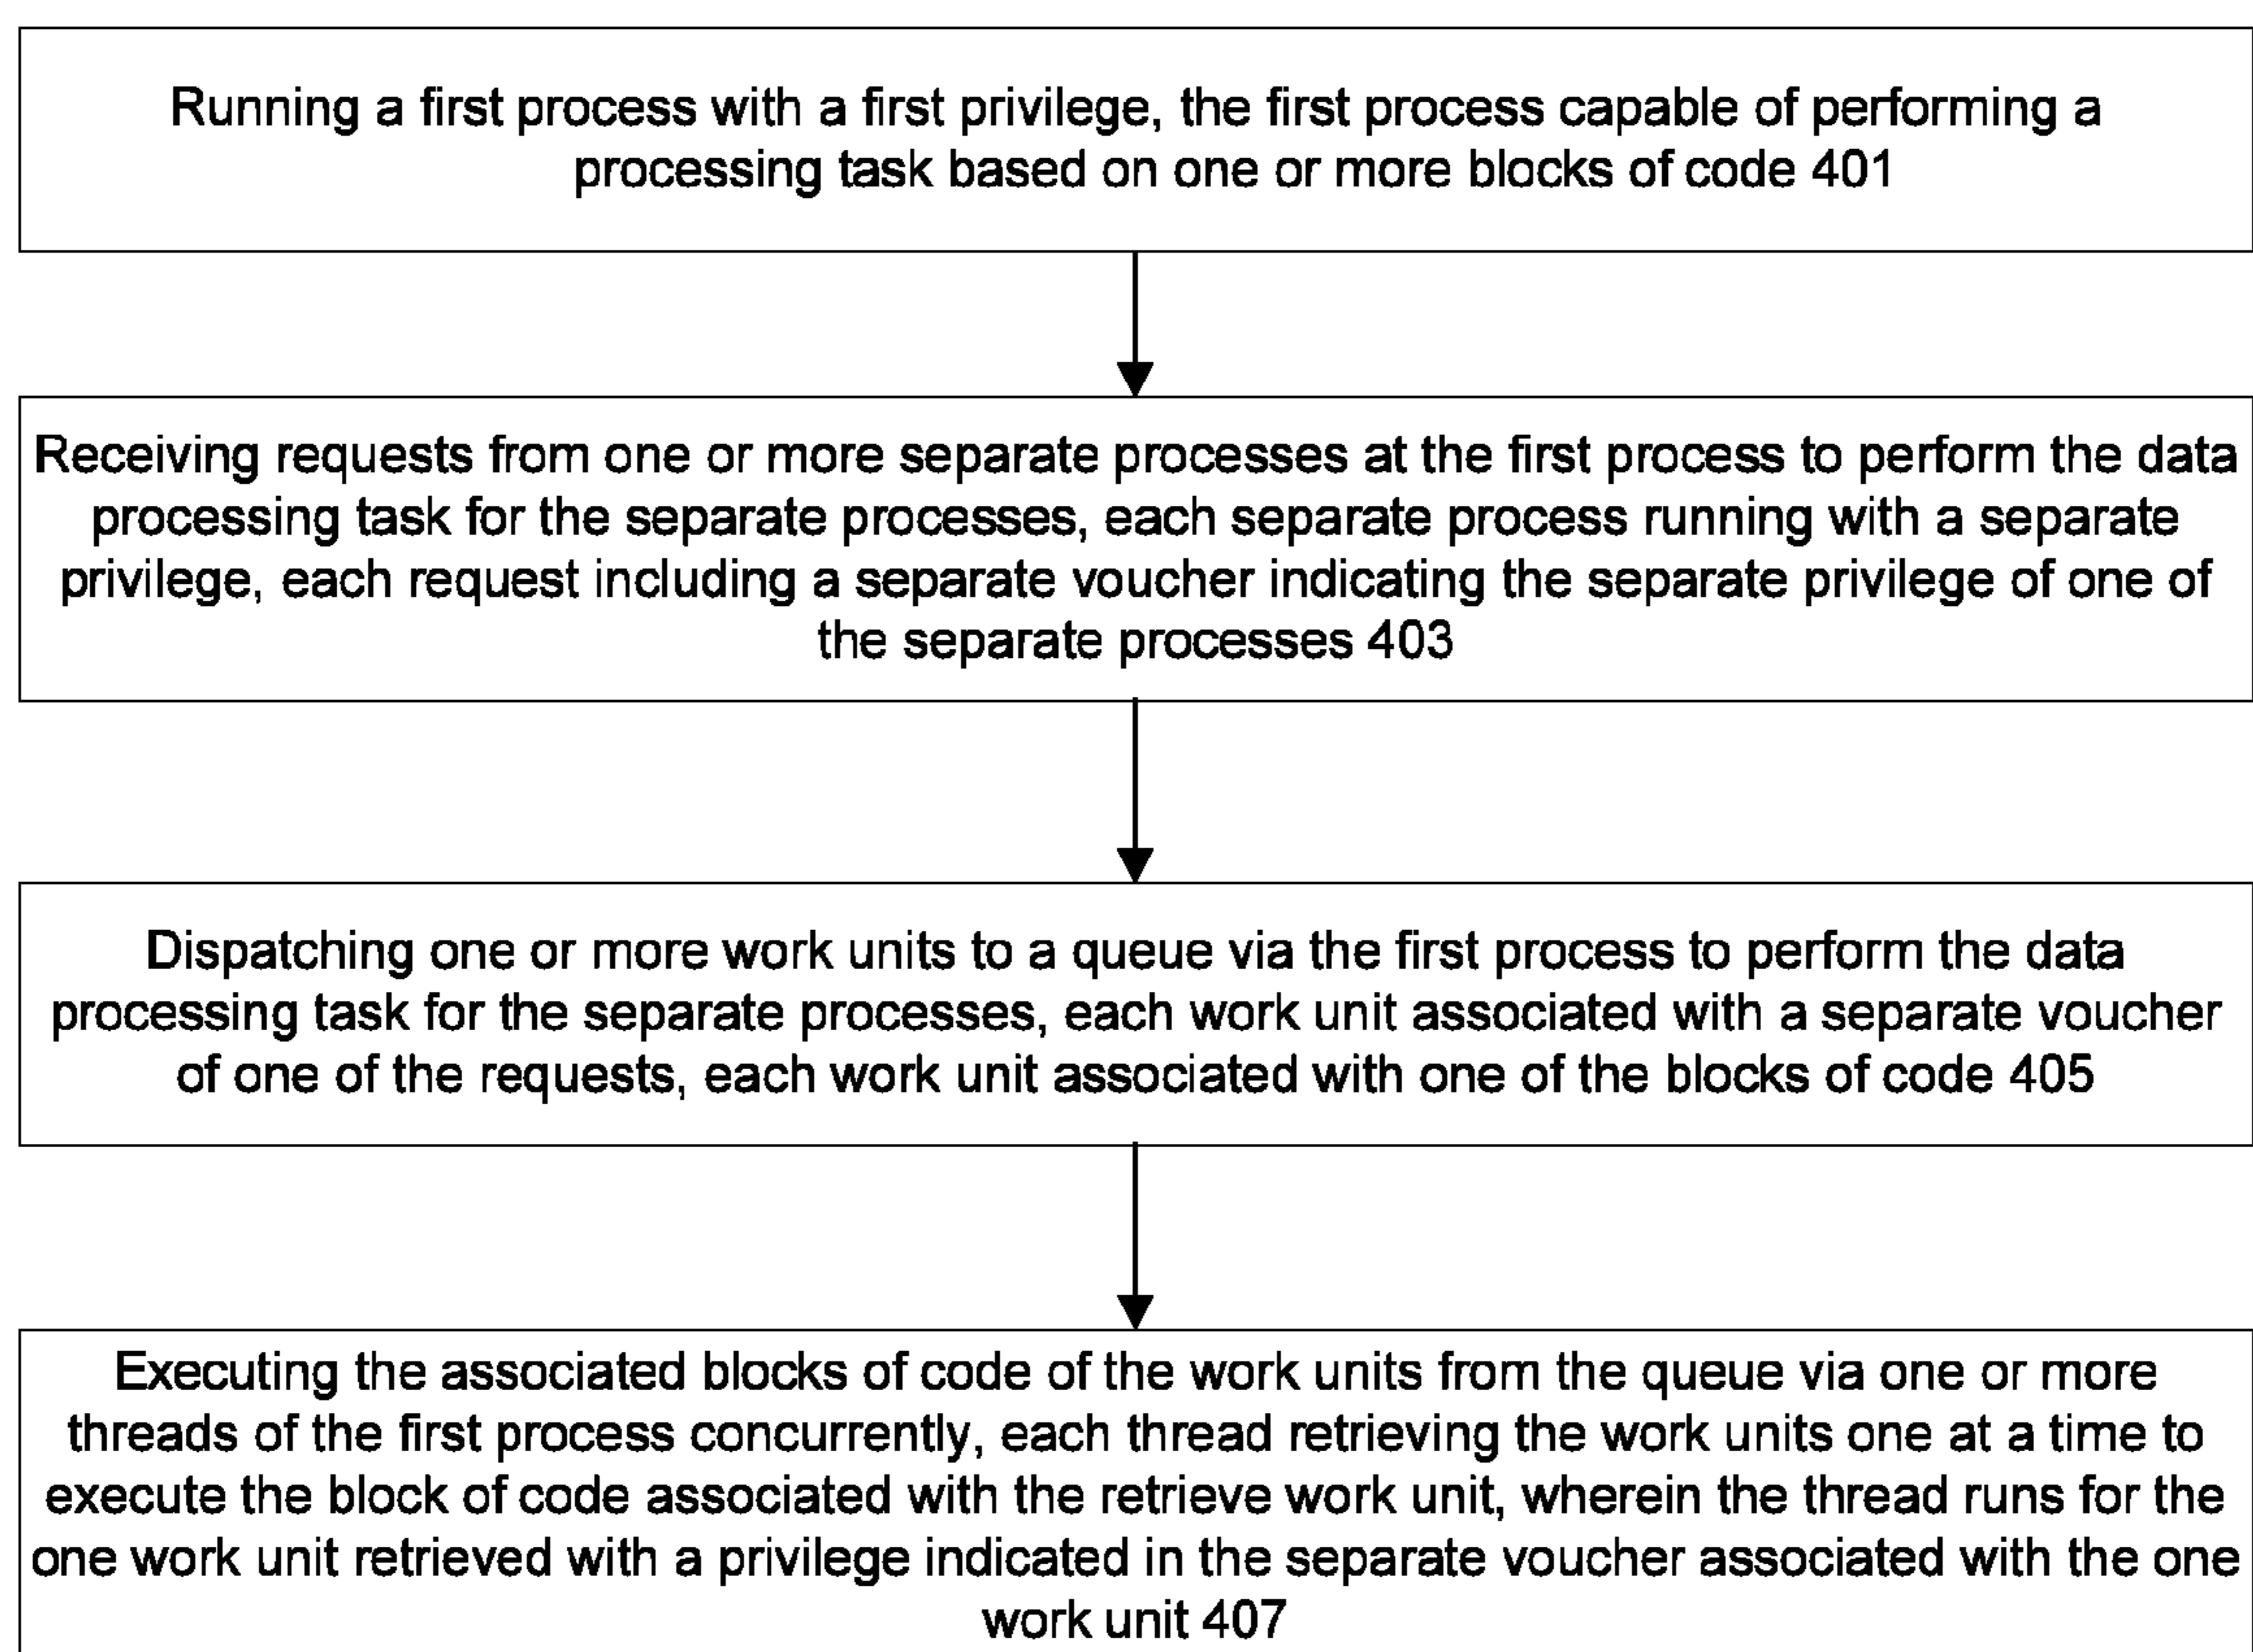 Running a first process with a first privilege, the first process capable of performing a
processing task based on one or more blocks of code 401
Receiving requests from one or more separate processes at the first process to perform the data
processing task for the separate processes, each separate process running with a separate
privilege, each request including a separate voucher indicating the separate privilege of one of
the separate processes 403
Dispatching one or more work units to a queue via the first process to perform the data
processing task for the separate processes, each work unit associated with a separate voucher
of one of the requests, each work unit associated with one of the blocks of code 405
Executing the associated blocks of code of the work units from the queue via one or more
threads of the first process concurrently, each thread retrieving the work units one at a time to
execute the block of code associated with the retrieve work unit, wherein the thread runs for the
one work unit retrieved with a privilege indicated in the separate voucher associated with the one
work unit 407